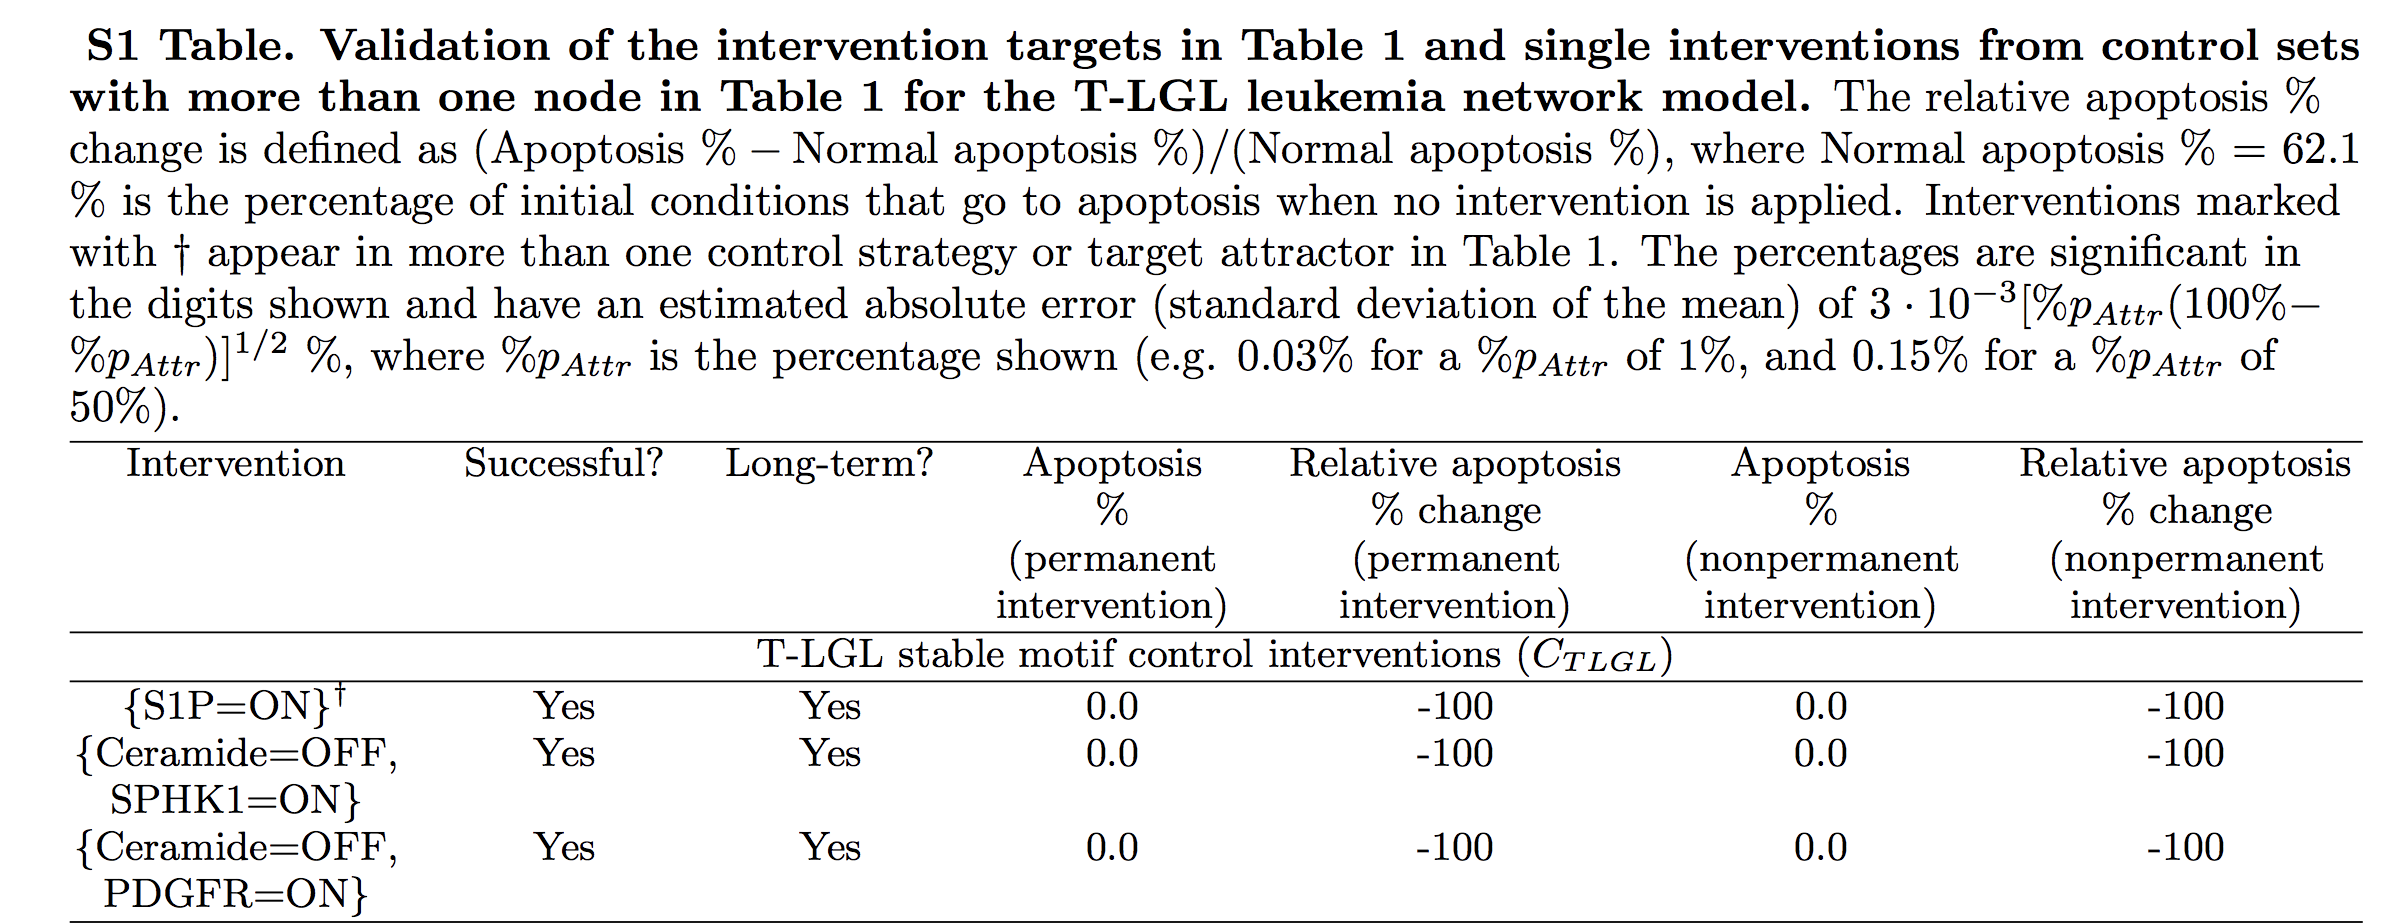 S1 Table. Validation of the intervention targets in Table 1 and single interventions from control sets
with more than one node in Table 1 for the T-LGL leukemia network model. The relative apoptosis %
change is defined as (Apoptosis % − Normal apoptosis %)/(Normal apoptosis %), where Normal apoptosis % = 62.1
% is the percentage of initial conditions that go to apoptosis when no intervention is applied. Interventions marked
with † appear in more than one control strategy or target attractor in Table 1. The percentages are significant in
the digits shown and have an estimated absolute error (standard deviation of the mean) of 3 · 10⁻³[%p_Attr(100%−
%p_Attr)]^1/2 %, where %p_Attr is the percentage shown (e.g. 0.03% for a %p_Attr of 1%, and 0.15% for a %p_Attr of
50%).
Intervention Successful? Long-term? Apoptosis Relative apoptosis Apoptosis Relative apoptosis
% % change % % change
(permanent (permanent (nonpermanent (nonpermanent
intervention) intervention) intervention) intervention)
T-LGL stable motif control interventions (C_TLGL)
{S1P=ON}† Yes Yes 0.0 -100 0.0 -100
{Ceramide=OFF, Yes Yes 0.0 -100 0.0 -100
SPHK1=ON}
{Ceramide=OFF, Yes Yes 0.0 -100 0.0 -100
PDGFR=ON}